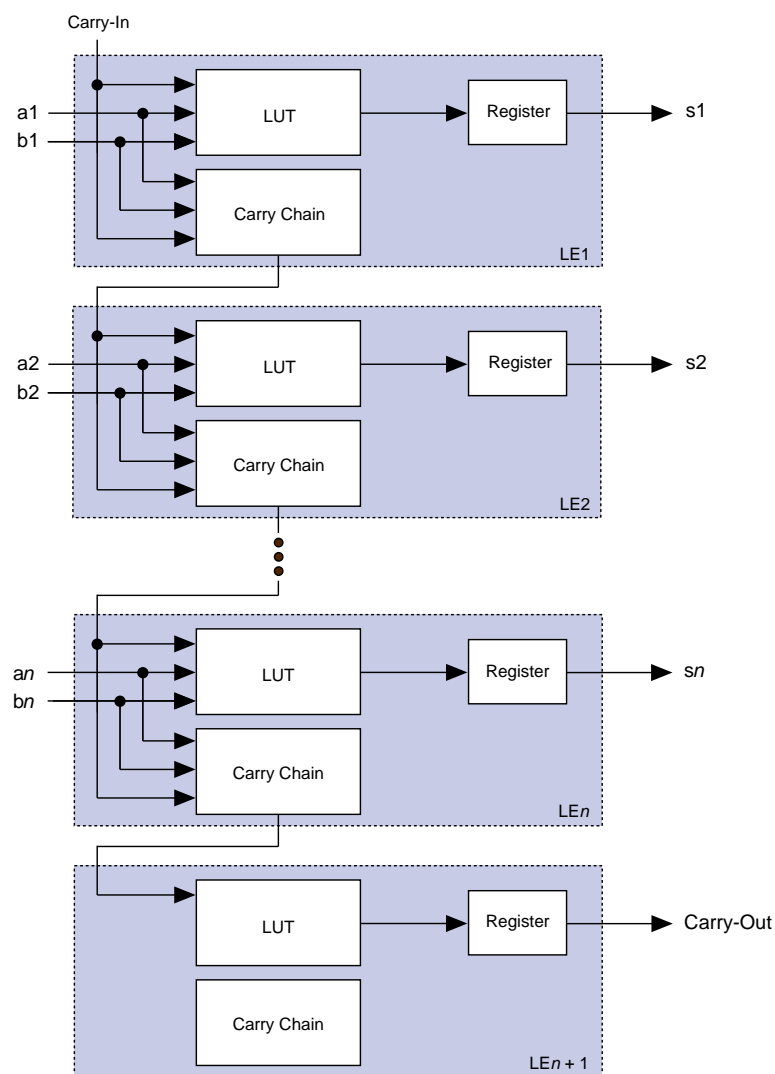 Carry-In
a1
b1
LUT
Register
s1
Carry Chain
LE1
a2
b2
LUT
Register
s2
Carry Chain
LE2
an
bn
LUT
Register
sn
Carry Chain
LEn
LUT
Register
Carry-Out
Carry Chain
LEn + 1